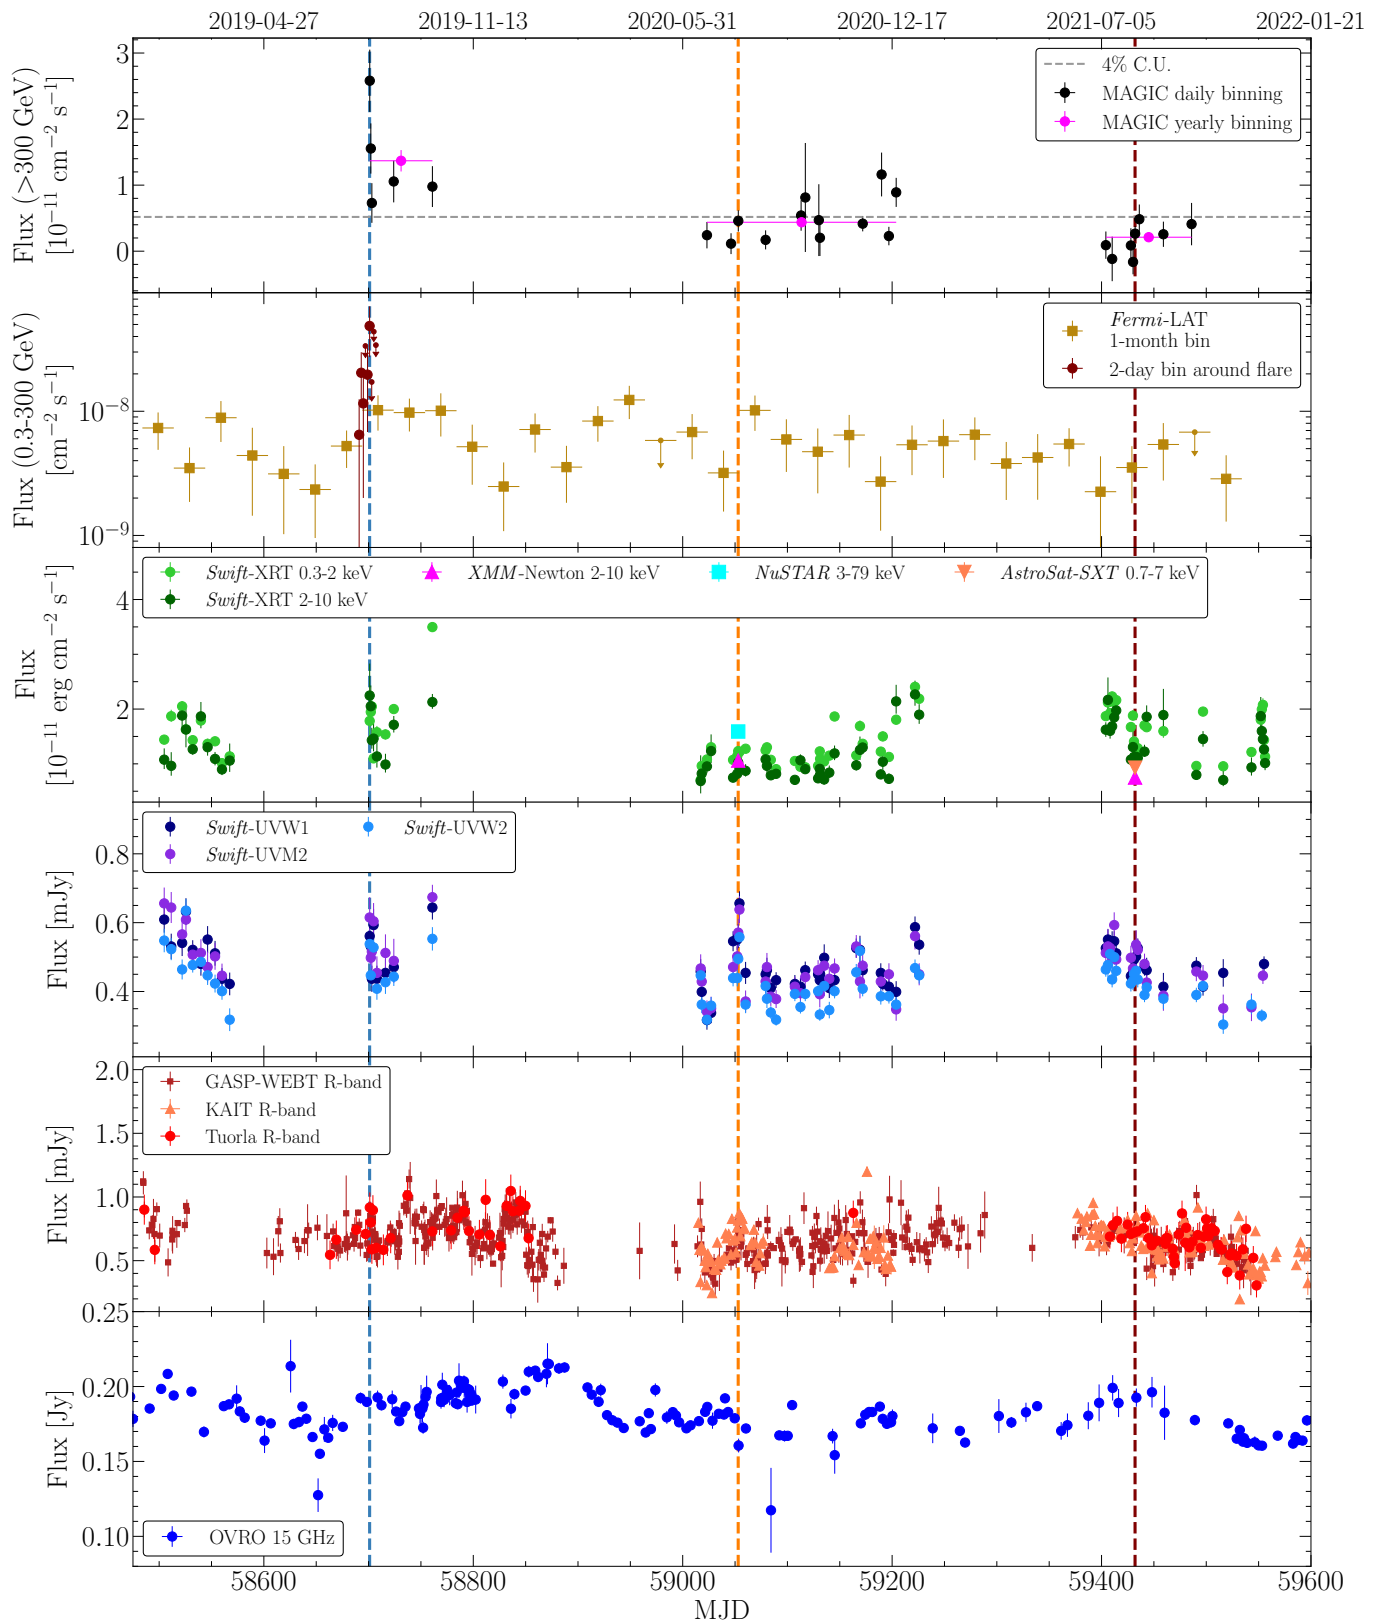 2019-04-27 2019-11-13 2020-05-31 2020-12-17 2021-07-05 2022-01-21
Flux (>300 GeV)
[10⁻¹¹ cm⁻² s⁻¹]
3
2
1
0
4% C.U.
MAGIC daily binning
MAGIC yearly binning
Flux (0.3-300 GeV)
[cm⁻² s⁻¹]
10⁻⁸
10⁻⁹
Fermi-LAT
1-month bin
2-day bin around flare
Flux
[10⁻¹¹ erg cm⁻² s⁻¹]
4
2
Swift-XRT 0.3-2 keV XMM-Newton 2-10 keV NuSTAR 3-79 keV AstroSat-SXT 0.7-7 keV
Swift-XRT 2-10 keV
Flux [mJy]
0.8
0.6
0.4
Swift-UVW1 Swift-UVW2
Swift-UVM2
Flux [mJy]
2.0
1.5
1.0
0.5
GASP-WEBT R-band
KAIT R-band
Tuorla R-band
Flux [Jy]
0.25
0.20
0.15
0.10
OVRO 15 GHz
58600 58800 59000 59200 59400 59600
MJD